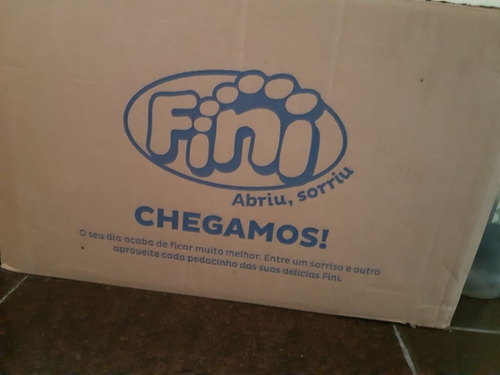 Fini
Abriu, sorriu
CHEGAMOS!
O seu dia acaba de ficar muito melhor. Entre um sorriso e outro
aproveite cada pedacinho das suas delícias Fini.